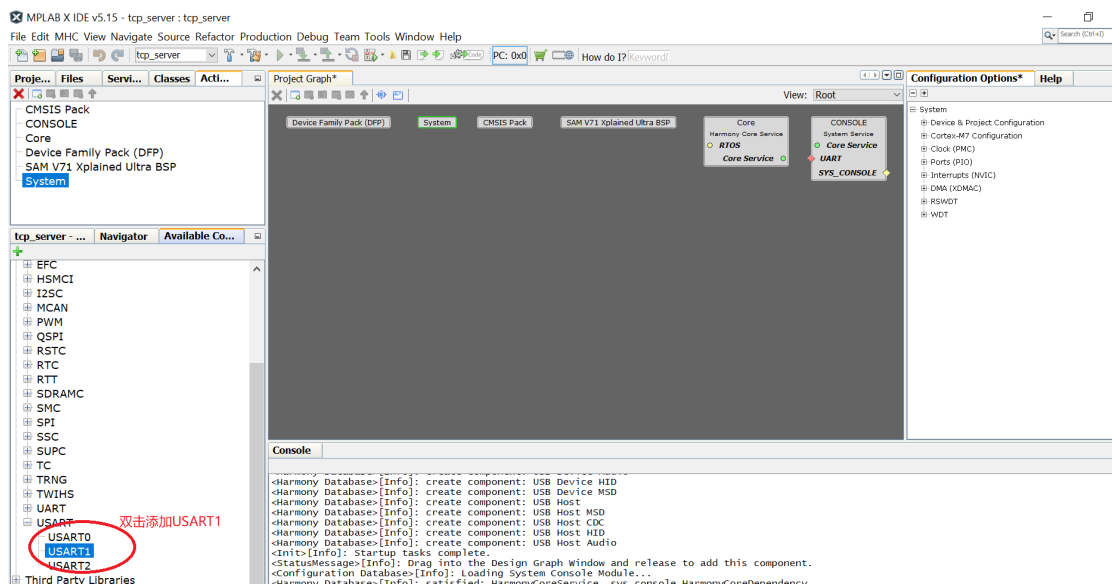 MPLAB X IDE v5.15 - tcp_server : tcp_server
File Edit MHC View Navigate Source Refactor Production Debug Team Tools Window Help
Search (Ctrl+I)
tcp_server
PC: 0x0
How do I?
Proje... Files Servi... Classes Acti...
CMSIS Pack
CONSOLE
Core
Device Family Pack (DFP)
SAM V71 Xplained Ultra BSP
System
tcp_server - ... Navigator Available Co...
EFC
HSMCI
I2SC
MCAN
PWM
QSPI
RSTC
RTC
RTT
SDRAMC
SMC
SPI
SSC
SUPC
TC
TRNG
TWIHS
UART
USART
双击添加USART1
USART0
USART1
USART2
Third Party Libraries
Project Graph*
View: Root
Device Family Pack (DFP)
System
CMSIS Pack
SAM V71 Xplained Ultra BSP
Core
Harmony Core Service
RTOS
Core Service
CONSOLE
System Service
Core Service
UART
SYS_CONSOLE
Configuration Options* Help
System
Device & Project Configuration
Cortex-M7 Configuration
Clock (PMC)
Ports (PIO)
Interrupts (NVIC)
DMA (XDMAC)
RSWDT
WDT
Console
<Harmony Database>[Info]: create component: USB Device HID
<Harmony Database>[Info]: create component: USB Device MSD
<Harmony Database>[Info]: create component: USB Host
<Harmony Database>[Info]: create component: USB Host MSD
<Harmony Database>[Info]: create component: USB Host CDC
<Harmony Database>[Info]: create component: USB Host HID
<Harmony Database>[Info]: create component: USB Host Audio
<Init>[Info]: Startup tasks complete.
<StatusMessage>[Info]: Drag into the Design Graph Window and release to add this component.
<Configuration Database>[Info]: Loading System Console Module...
<Harmony Database>[Info]: satisfied: HarmonyCoreService, sys_console_HarmonyCoreDependency